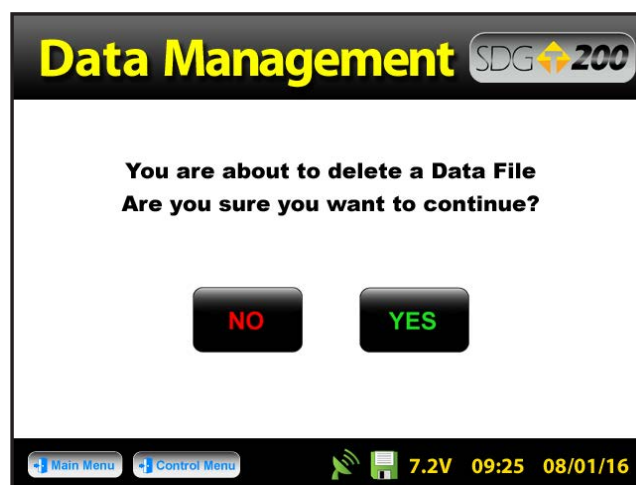 Data Management SDG 200
You are about to delete a Data File
Are you sure you want to continue?
NO YES
Main Menu Control Menu 7.2V 09:25 08/01/16